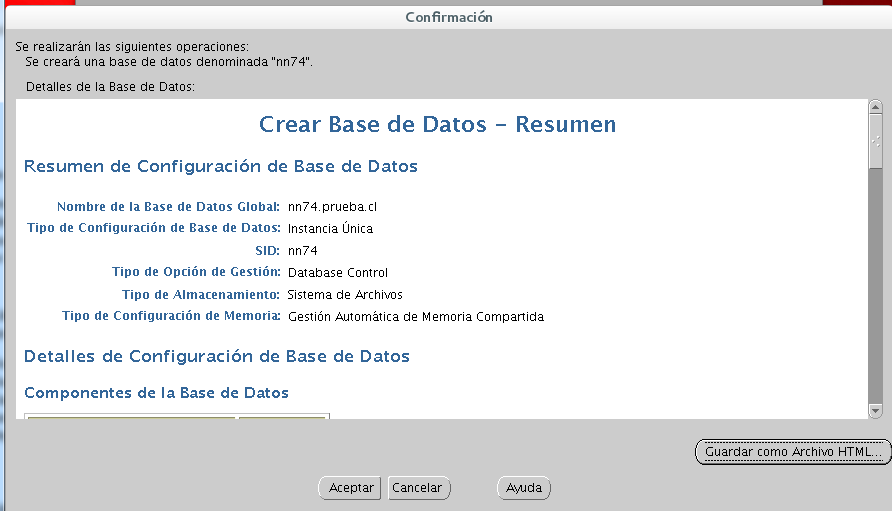 Confirmación
Se realizarán las siguientes operaciones:
Se creará una base de datos denominada "nn74".
Detalles de la Base de Datos:
Crear Base de Datos – Resumen
Resumen de Configuración de Base de Datos
Nombre de la Base de Datos Global: nn74.prueba.cl
Tipo de Configuración de Base de Datos: Instancia Única
SID: nn74
Tipo de Opción de Gestión: Database Control
Tipo de Almacenamiento: Sistema de Archivos
Tipo de Configuración de Memoria: Gestión Automática de Memoria Compartida
Detalles de Configuración de Base de Datos
Componentes de la Base de Datos
Guardar como Archivo HTML...
Aceptar Cancelar Ayuda